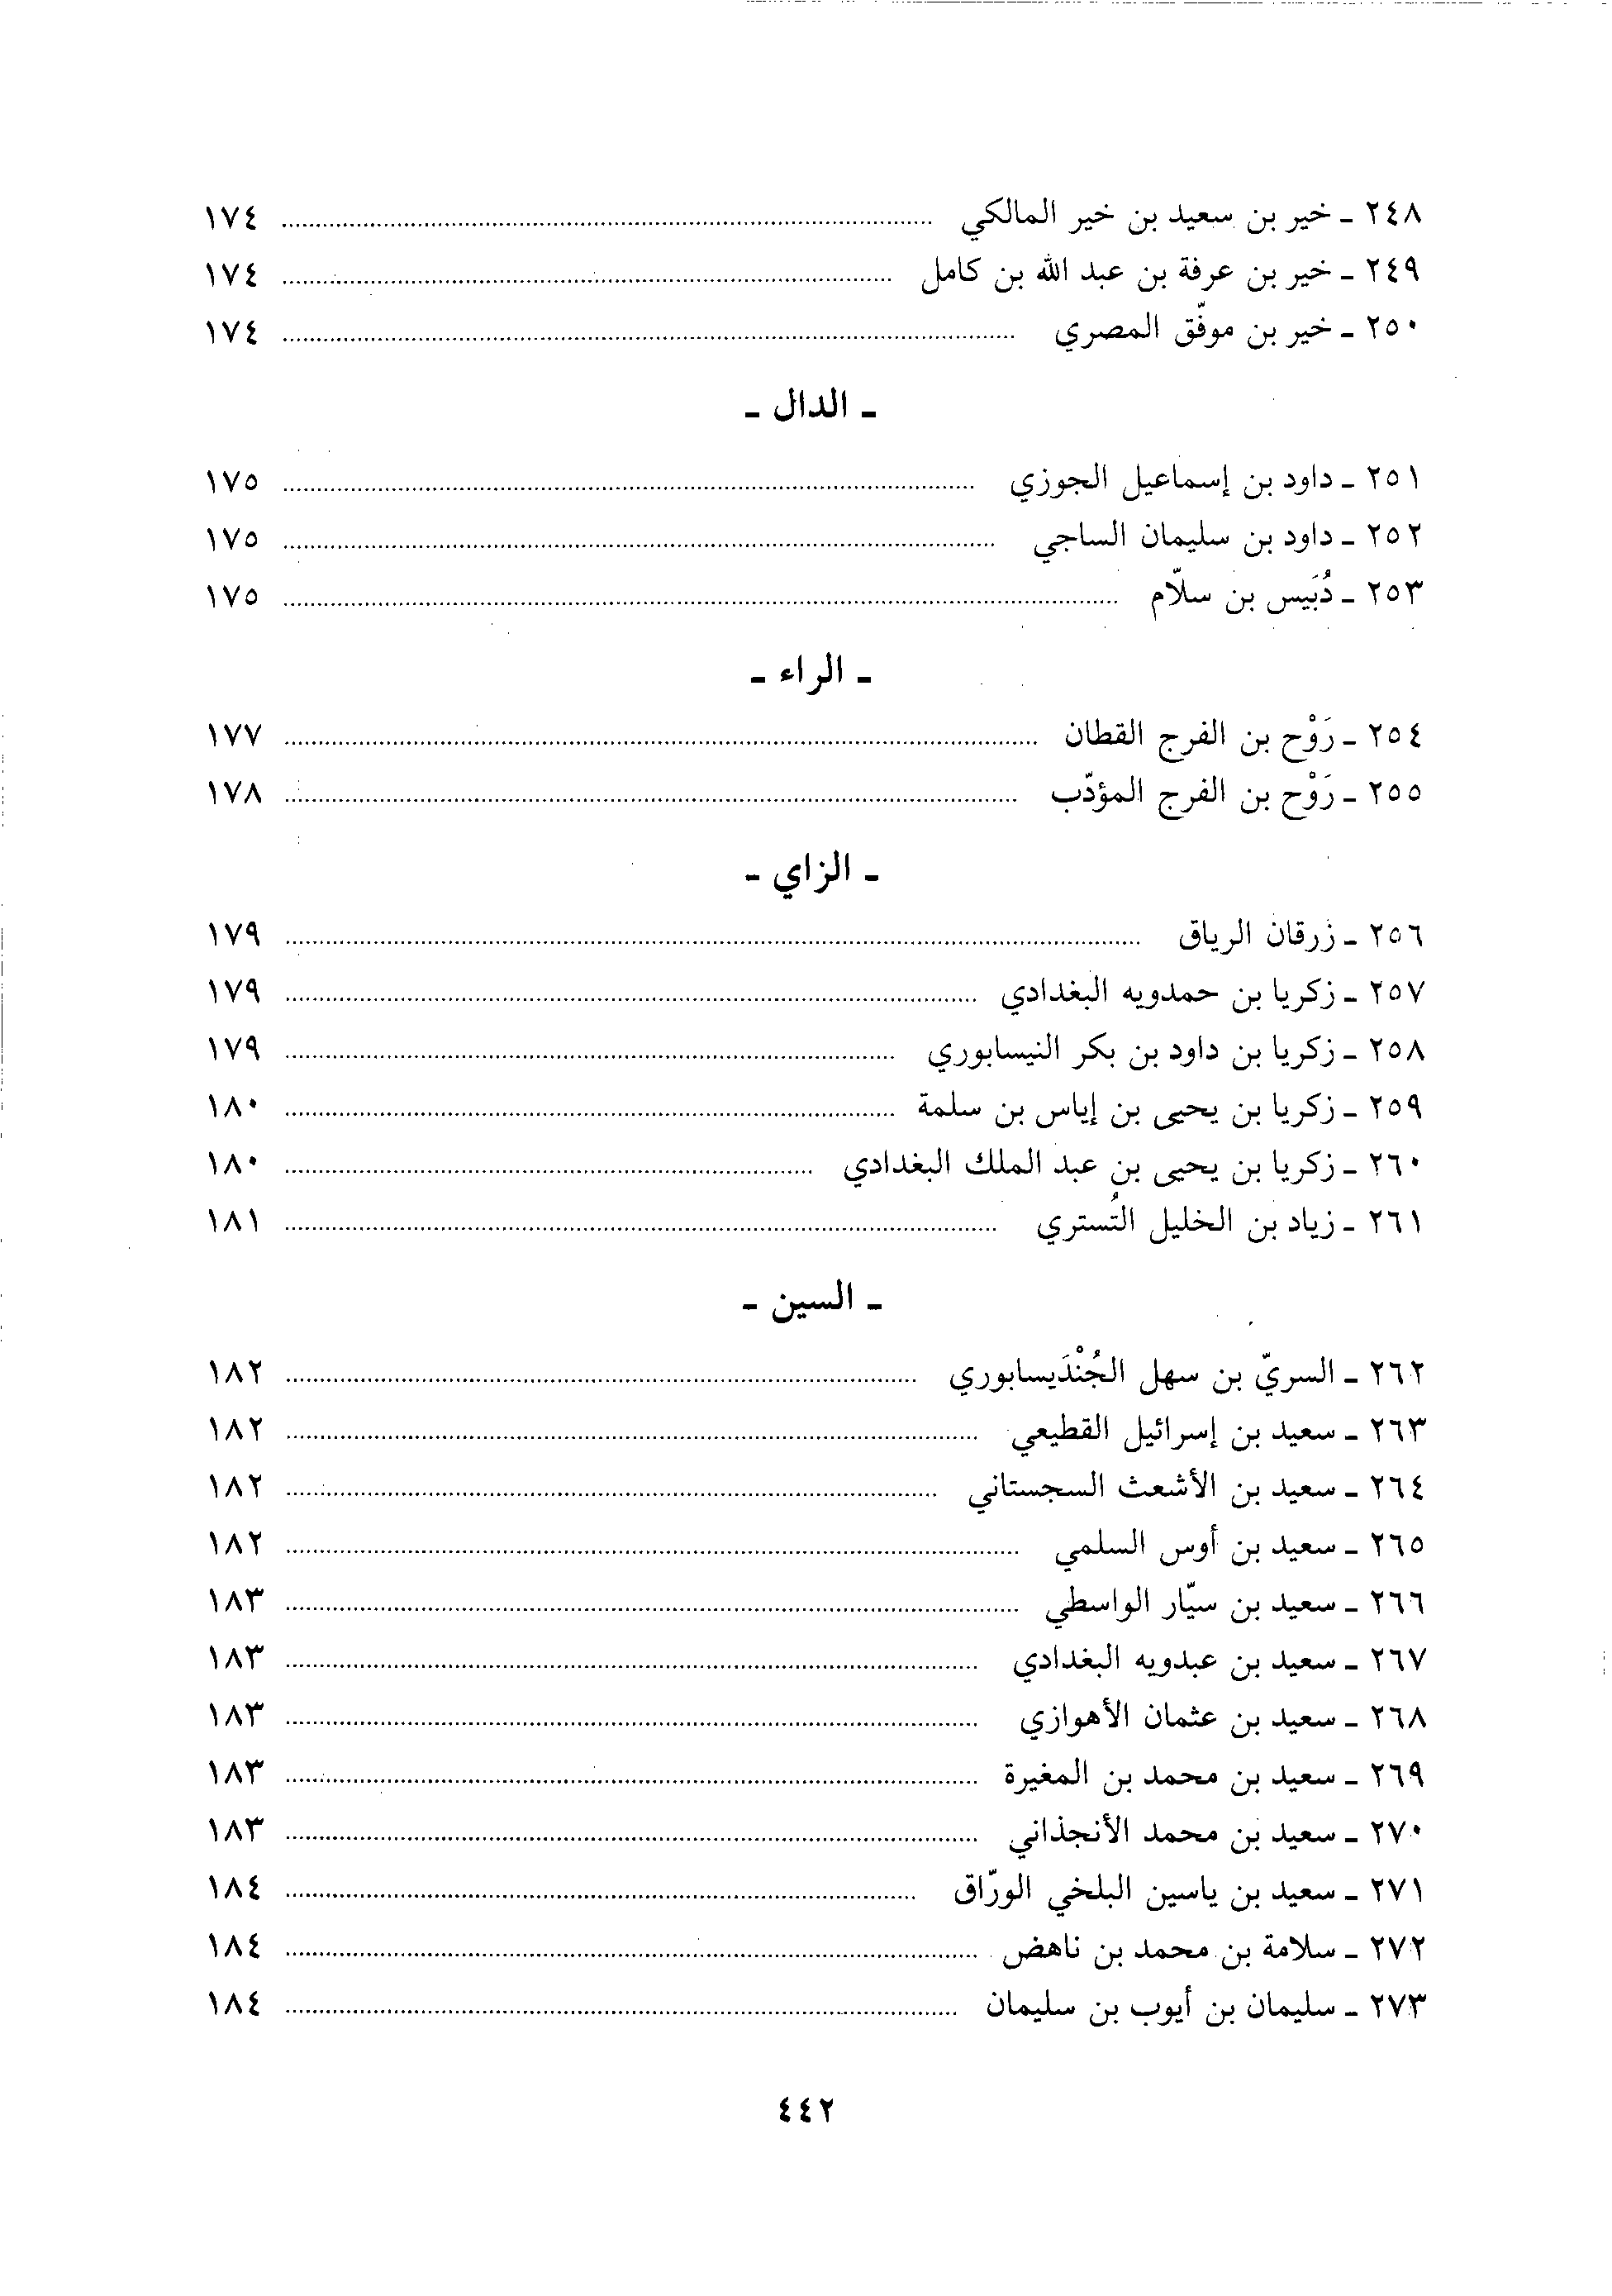 ٢٤٨ ـ خير بن سعيد بن خير المالكي ........ ١٧٤
٢٤٩ ـ خير بن عرفة بن عبد الله بن كامل ........ ١٧٤
٢٥٠ ـ خير بن موفّق المصري ........ ١٧٤
ـ الدال ـ
٢٥١ ـ داود بن إسماعيل الجوزي ........ ١٧٥
٢٥٢ ـ داود بن سليمان الساجي ........ ١٧٥
٢٥٣ ـ دُبَيس بن سلّام ........ ١٧٥
ـ الراء ـ
٢٥٤ ـ رَوْح بن الفرج القطان ........ ١٧٧
٢٥٥ ـ رَوْح بن الفرج المؤدّب ........ ١٧٨
ـ الزاي ـ
٢٥٦ ـ زرقان الرياق ........ ١٧٩
٢٥٧ ـ زكريا بن حمدويه البغدادي ........ ١٧٩
٢٥٨ ـ زكريا بن داود بن بكر النيسابوري ........ ١٧٩
٢٥٩ ـ زكريا بن يحيى بن إياس بن سلمة ........ ١٨٠
٢٦٠ ـ زكريا بن يحيى بن عبد الملك البغدادي ........ ١٨٠
٢٦١ ـ زياد بن الخليل التُستري ........ ١٨١
ـ السين ـ
٢٦٢ ـ السريّ بن سهل الجُنْدَيسابوري ........ ١٨٢
٢٦٣ ـ سعيد بن إسرائيل القطيعي ........ ١٨٢
٢٦٤ ـ سعيد بن الأشعث السجستاني ........ ١٨٢
٢٦٥ ـ سعيد بن أوس السلمي ........ ١٨٢
٢٦٦ ـ سعيد بن سيّار الواسطي ........ ١٨٣
٢٦٧ ـ سعيد بن عبدويه البغدادي ........ ١٨٣
٢٦٨ ـ سعيد بن عثمان الأهوازي ........ ١٨٣
٢٦٩ ـ سعيد بن محمد بن المغيرة ........ ١٨٣
٢٧٠ ـ سعيد بن محمد الأنجذاني ........ ١٨٣
٢٧١ ـ سعيد بن ياسين البلخي الورّاق ........ ١٨٤
٢٧٢ ـ سلامة بن محمد بن ناهض ........ ١٨٤
٢٧٣ ـ سليمان بن أيوب بن سليمان ........ ١٨٤
٤٤٢